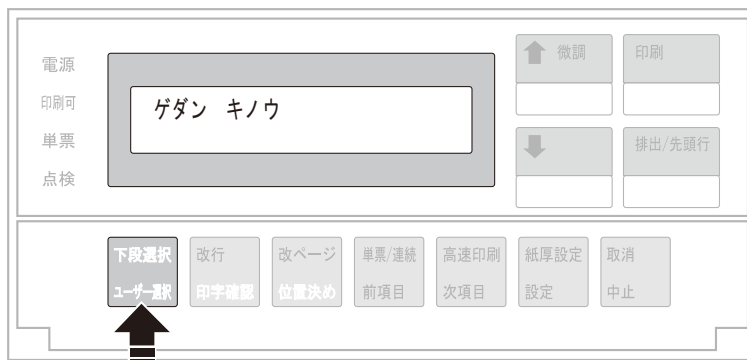 電源
印刷可
単票
点検
ゲダン キノウ
微調
印刷
排出/先頭行
下段選択
ユーザー選択
改行
印字確認
改ページ
位置決め
単票/連続
前項目
高速印刷
次項目
紙厚設定
設定
取消
中止